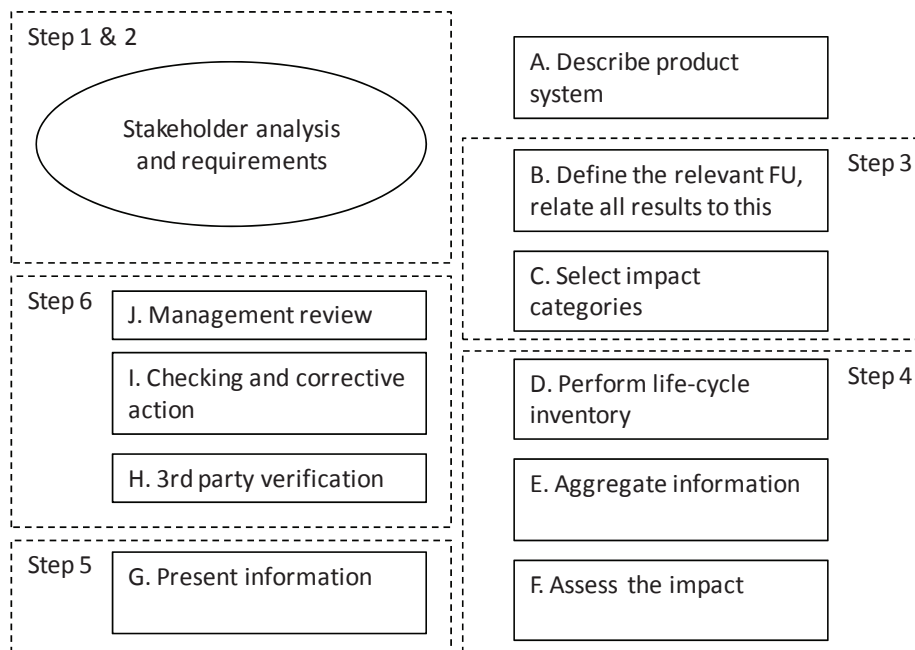 Step 1 & 2
Stakeholder analysis
and requirements
A. Describe product
system
Step 3
B. Define the relevant FU,
relate all results to this
C. Select impact
categories
Step 6
J. Management review
I. Checking and corrective
action
H. 3rd party verification
Step 4
D. Perform life-cycle
inventory
E. Aggregate information
F. Assess the impact
Step 5
G. Present information